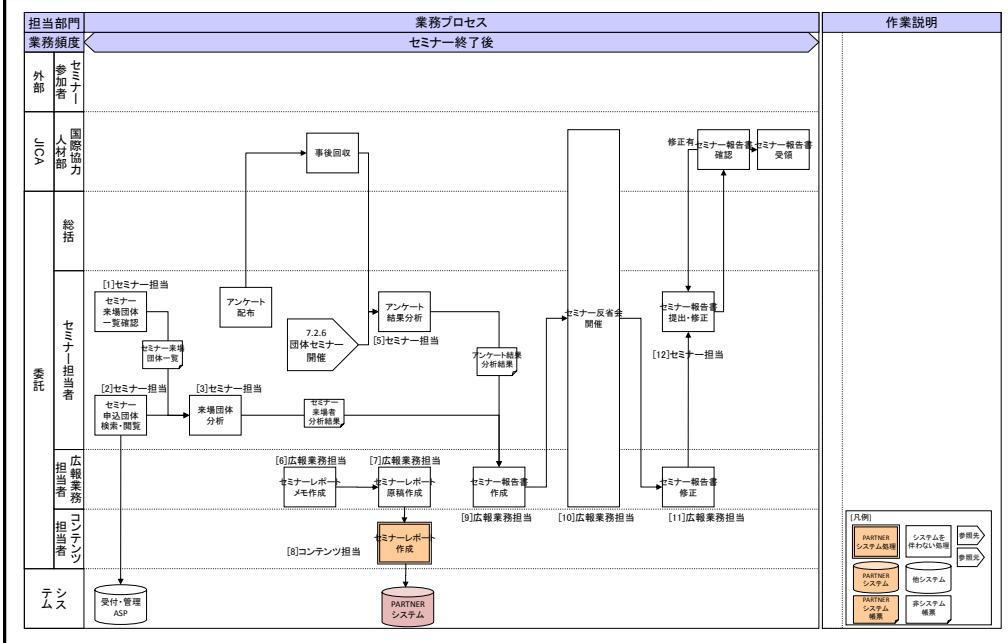 担当部門
業務プロセス
作業説明
業務頻度
セミナー終了後
外部
セミナー
参加者
JICA
国際協力
人材部
事後回収
修正有
セミナー報告書
確認
セミナー報告書
受領
委託
総括
セミナー担当者
[1]セミナー担当
セミナー
来場団体
一覧確認
セミナー来場
団体一覧
アンケート
配布
7.2.6
団体セミナー
開催
アンケート
結果分析
[5]セミナー担当
アンケート結果
分析結果
セミナー反省会
開催
セミナー報告書
提出・修正
[12]セミナー担当
[2]セミナー担当
セミナー
申込団体
検索・閲覧
[3]セミナー担当
来場団体
分析
セミナー
来場者
分析結果
広報業務
担当者
[6]広報業務担当
セミナーレポート
メモ作成
[7]広報業務担当
セミナーレポート
原稿作成
セミナー報告書
作成
[9]広報業務担当
[10]広報業務担当
セミナー報告書
修正
[11]広報業務担当
コンテンツ
担当者
[8]コンテンツ担当
セミナーレポート
作成
システム
受付・管理
ASP
PARTNER
システム
[凡例]
PARTNER
システム処理
システムを
伴わない処理
参照先
参照元
PARTNER
システム
他システム
PARTNER
システム
帳票
非システム
帳票